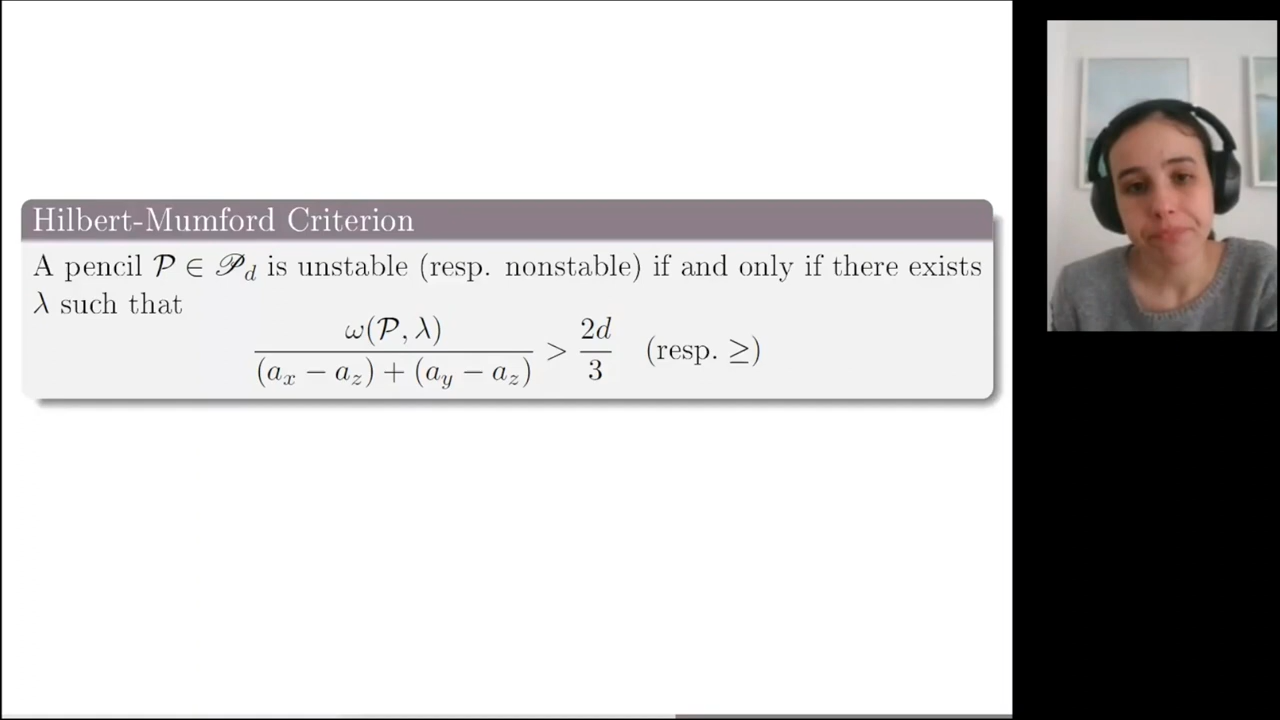 Hilbert-Mumford Criterion
A pencil 𝒫 ∈ 𝒫_d is unstable (resp. nonstable) if and only if there exists
λ such that
ω(𝒫, λ) / ((a_x − a_z) + (a_y − a_z)) > 2d / 3 (resp. ≥)